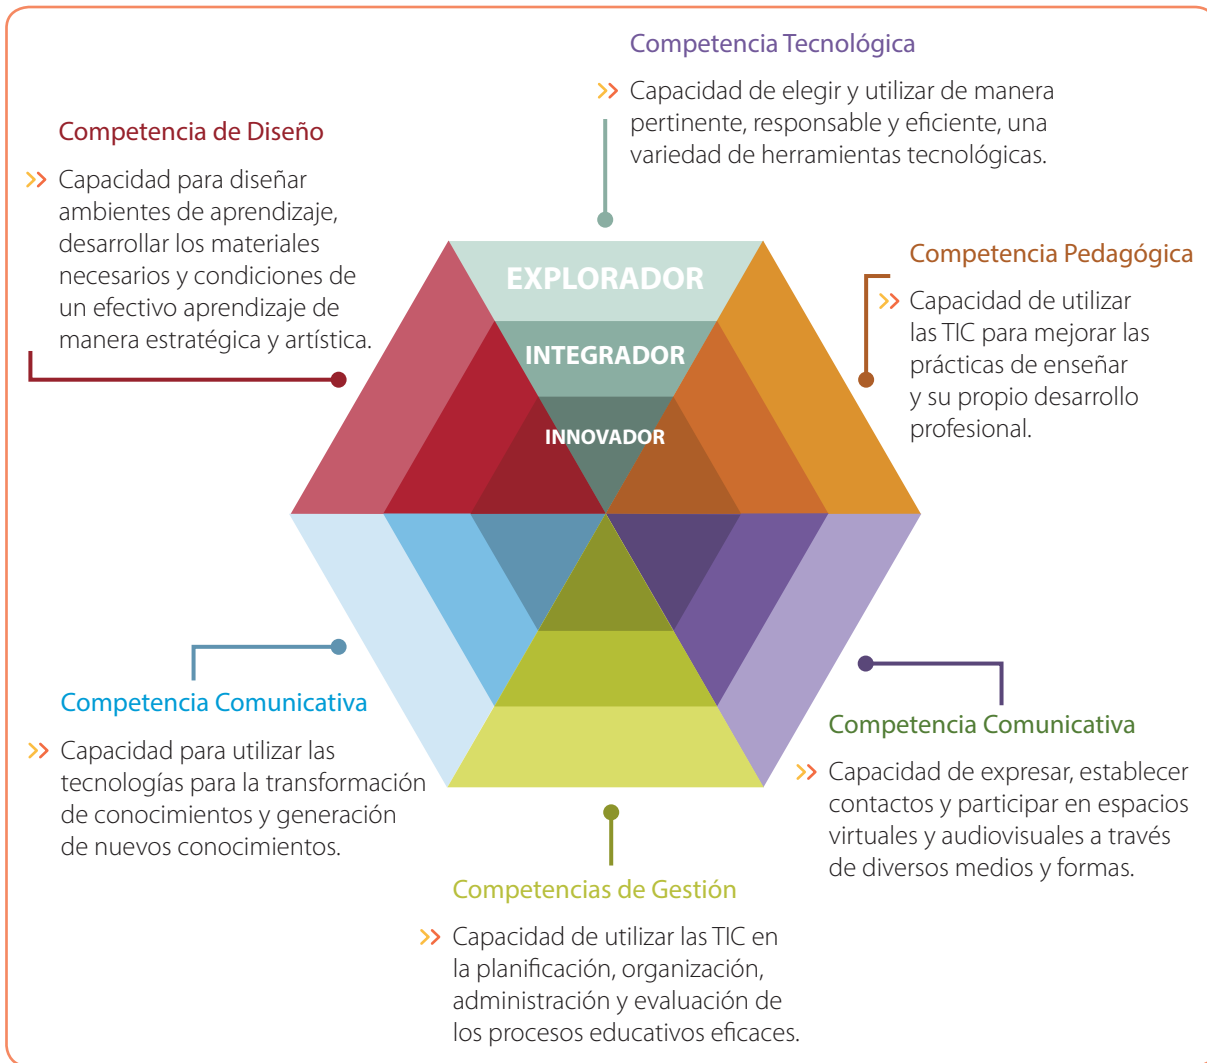 Competencia Tecnológica
Capacidad de elegir y utilizar de manera
pertinente, responsable y eficiente, una
variedad de herramientas tecnológicas.
Competencia de Diseño
Capacidad para diseñar
ambientes de aprendizaje,
desarrollar los materiales
necesarios y condiciones de
un efectivo aprendizaje de
manera estratégica y artística.
Competencia Pedagógica
Capacidad de utilizar
las TIC para mejorar las
prácticas de enseñar
y su propio desarrollo
profesional.
EXPLORADOR
INTEGRADOR
INNOVADOR
Competencia Comunicativa
Capacidad para utilizar las
tecnologías para la transformación
de conocimientos y generación
de nuevos conocimientos.
Competencia Comunicativa
Capacidad de expresar, establecer
contactos y participar en espacios
virtuales y audiovisuales a través
de diversos medios y formas.
Competencias de Gestión
Capacidad de utilizar las TIC en
la planificación, organización,
administración y evaluación de
los procesos educativos eficaces.